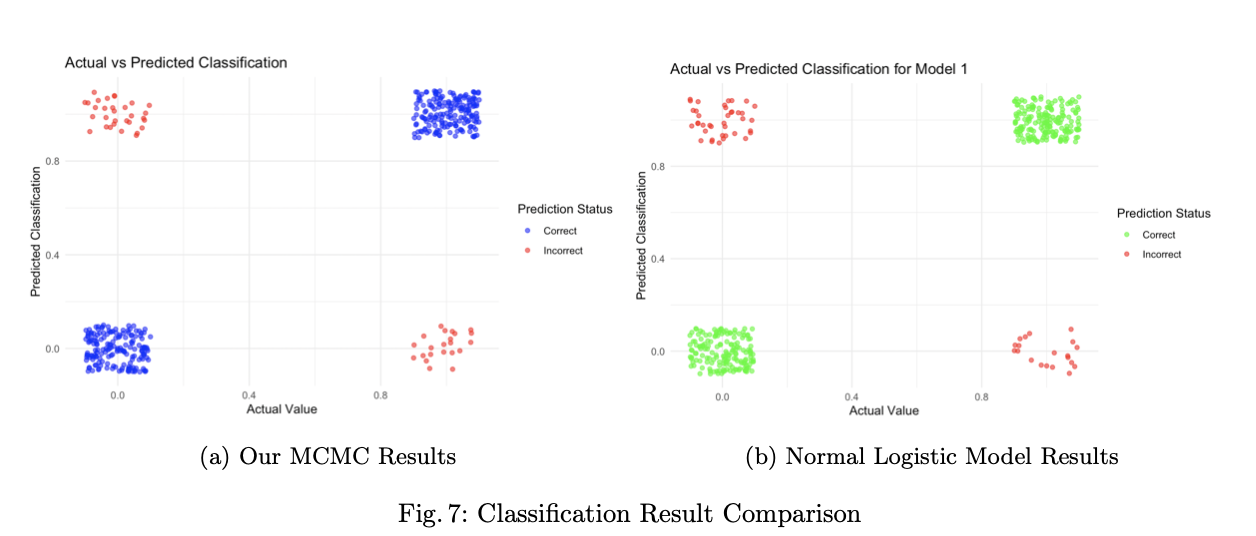 Actual vs Predicted Classification
Predicted Classification
0.8
0.4
0.0
0.0 0.4 0.8
Actual Value
Prediction Status
Correct
Incorrect
(a) Our MCMC Results
Actual vs Predicted Classification for Model 1
Predicted Classification
0.8
0.4
0.0
0.0 0.4 0.8
Actual Value
Prediction Status
Correct
Incorrect
(b) Normal Logistic Model Results
Fig. 7: Classification Result Comparison